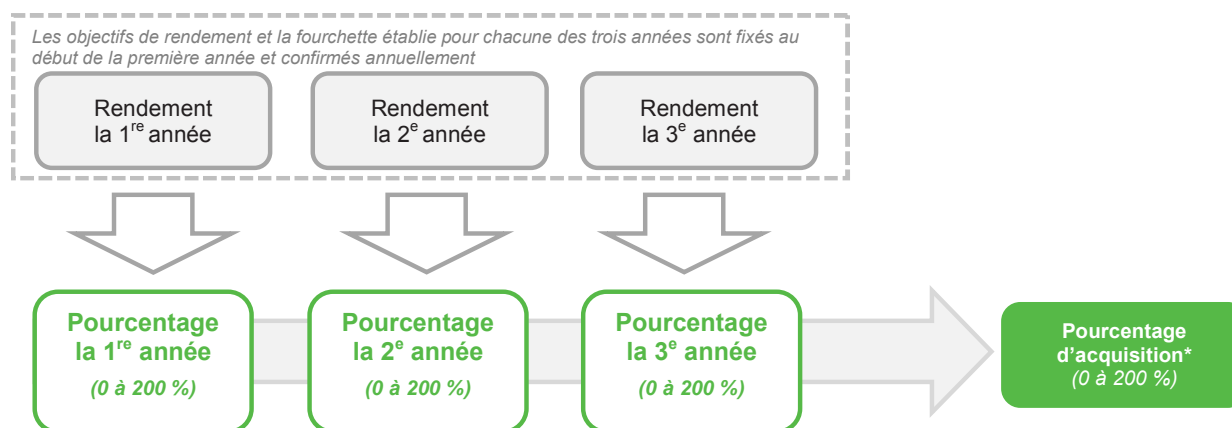 Les objectifs de rendement et la fourchette établie pour chacune des trois années sont fixés au
début de la première année et confirmés annuellement
Rendement
la 1re année
Rendement
la 2e année
Rendement
la 3e année
Pourcentage
la 1re année
(0 à 200 %)
Pourcentage
la 2e année
(0 à 200 %)
Pourcentage
la 3e année
(0 à 200 %)
Pourcentage
d'acquisition*
(0 à 200 %)